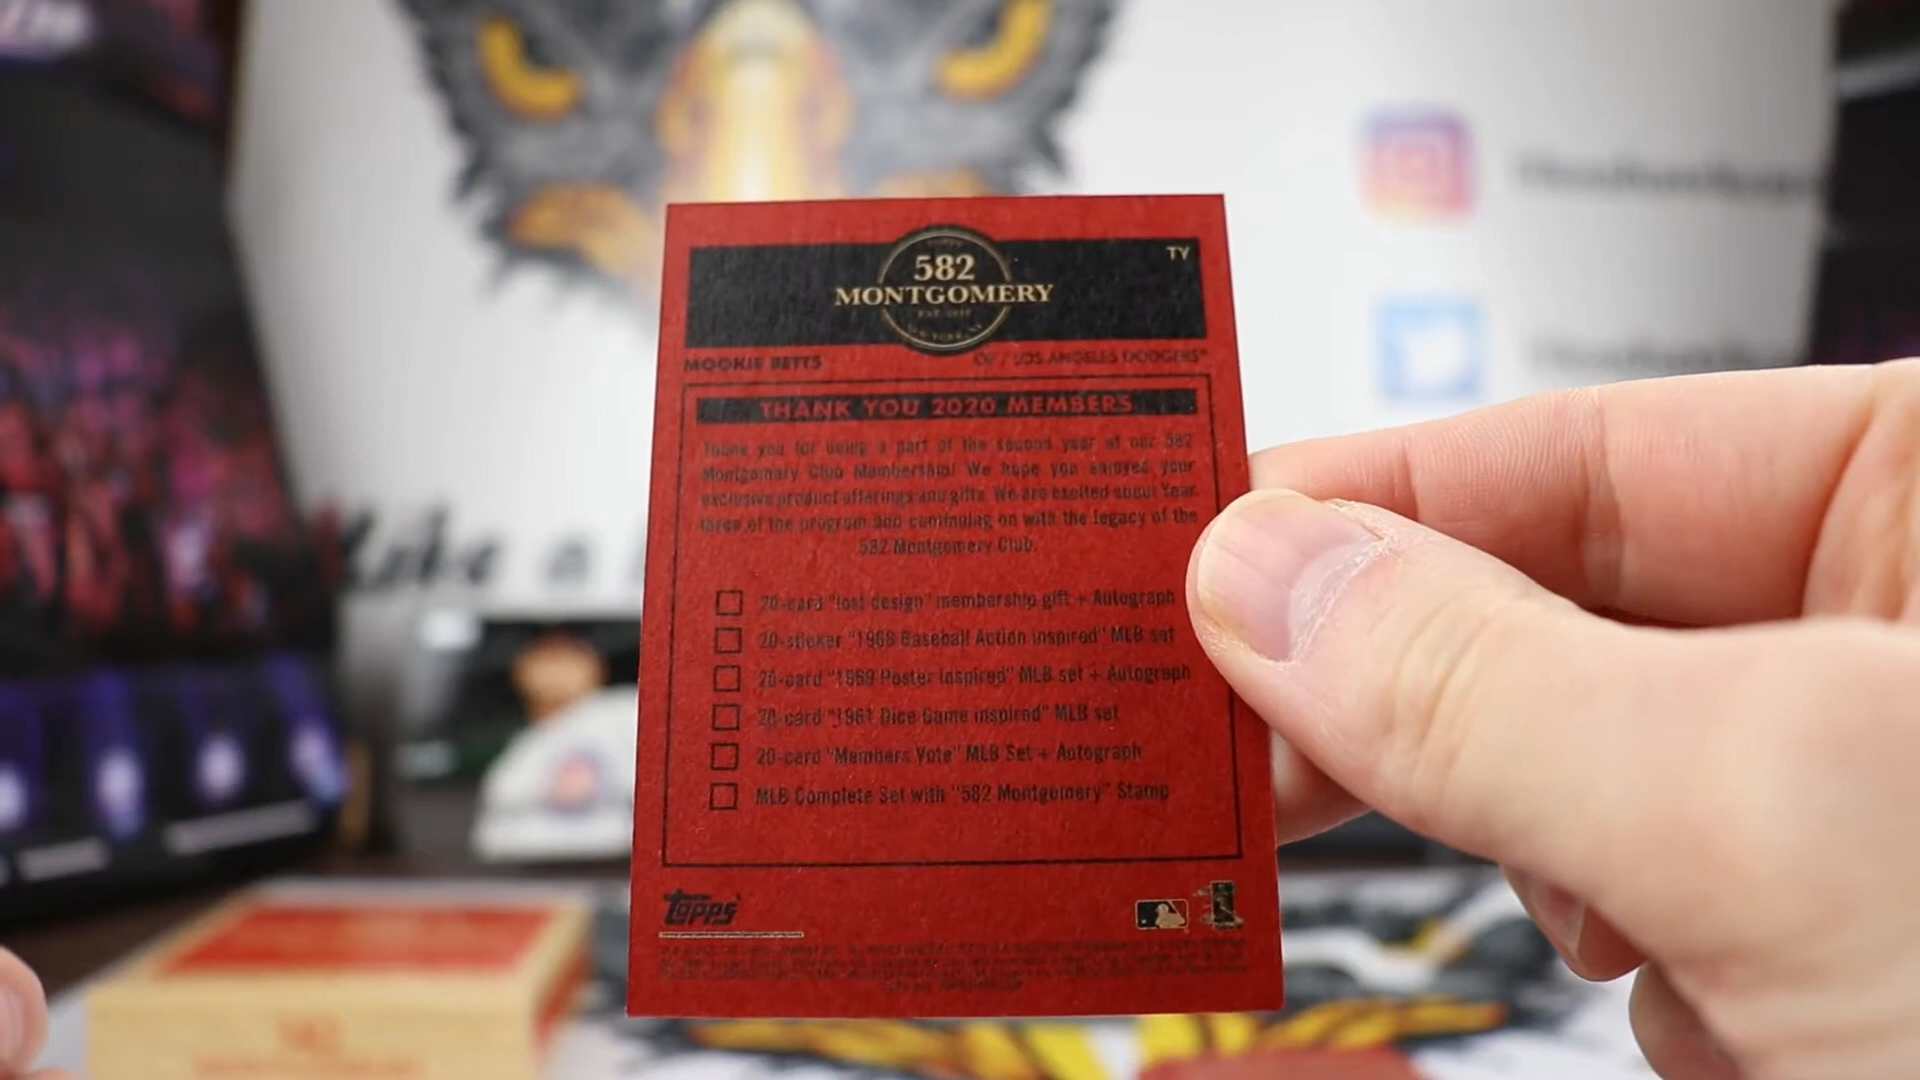 582
MONTGOMERY
TY
MOOKIE BETTS
OF / LOS ANGELES DODGERS™
THANK YOU 2020 MEMBERS
Thank you for being a part of the second year of our 582
Montgomery Club Membership! We hope you enjoyed your
exclusive product offerings and gifts. We are excited about Year
three of the program and continuing on with the legacy of the
582 Montgomery Club.
20-card "lost design" membership gift + Autograph
20-sticker "1968 Baseball Action inspired" MLB set
20-card "1969 Poster Inspired" MLB set + Autograph
20-card "1961 Dice Game inspired" MLB set
20-card "Members Vote" MLB Set + Autograph
MLB Complete Set with "582 Montgomery" Stamp
Topps